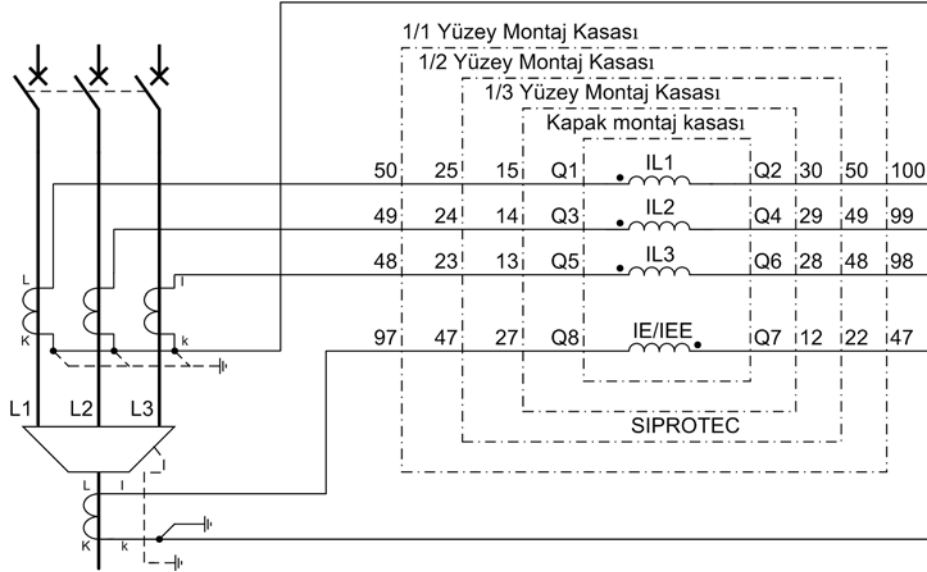 1/1 Yüzey Montaj Kasası
1/2 Yüzey Montaj Kasası
1/3 Yüzey Montaj Kasası
Kapak montaj kasası
50 25 15 Q1 IL1 Q2 30 50 100
49 24 14 Q3 IL2 Q4 29 49 99
48 23 13 Q5 IL3 Q6 28 48 98
L l
K k
97 47 27 Q8 IE/IEE Q7 12 22 47
L1 L2 L3
SIPROTEC
L l
K k